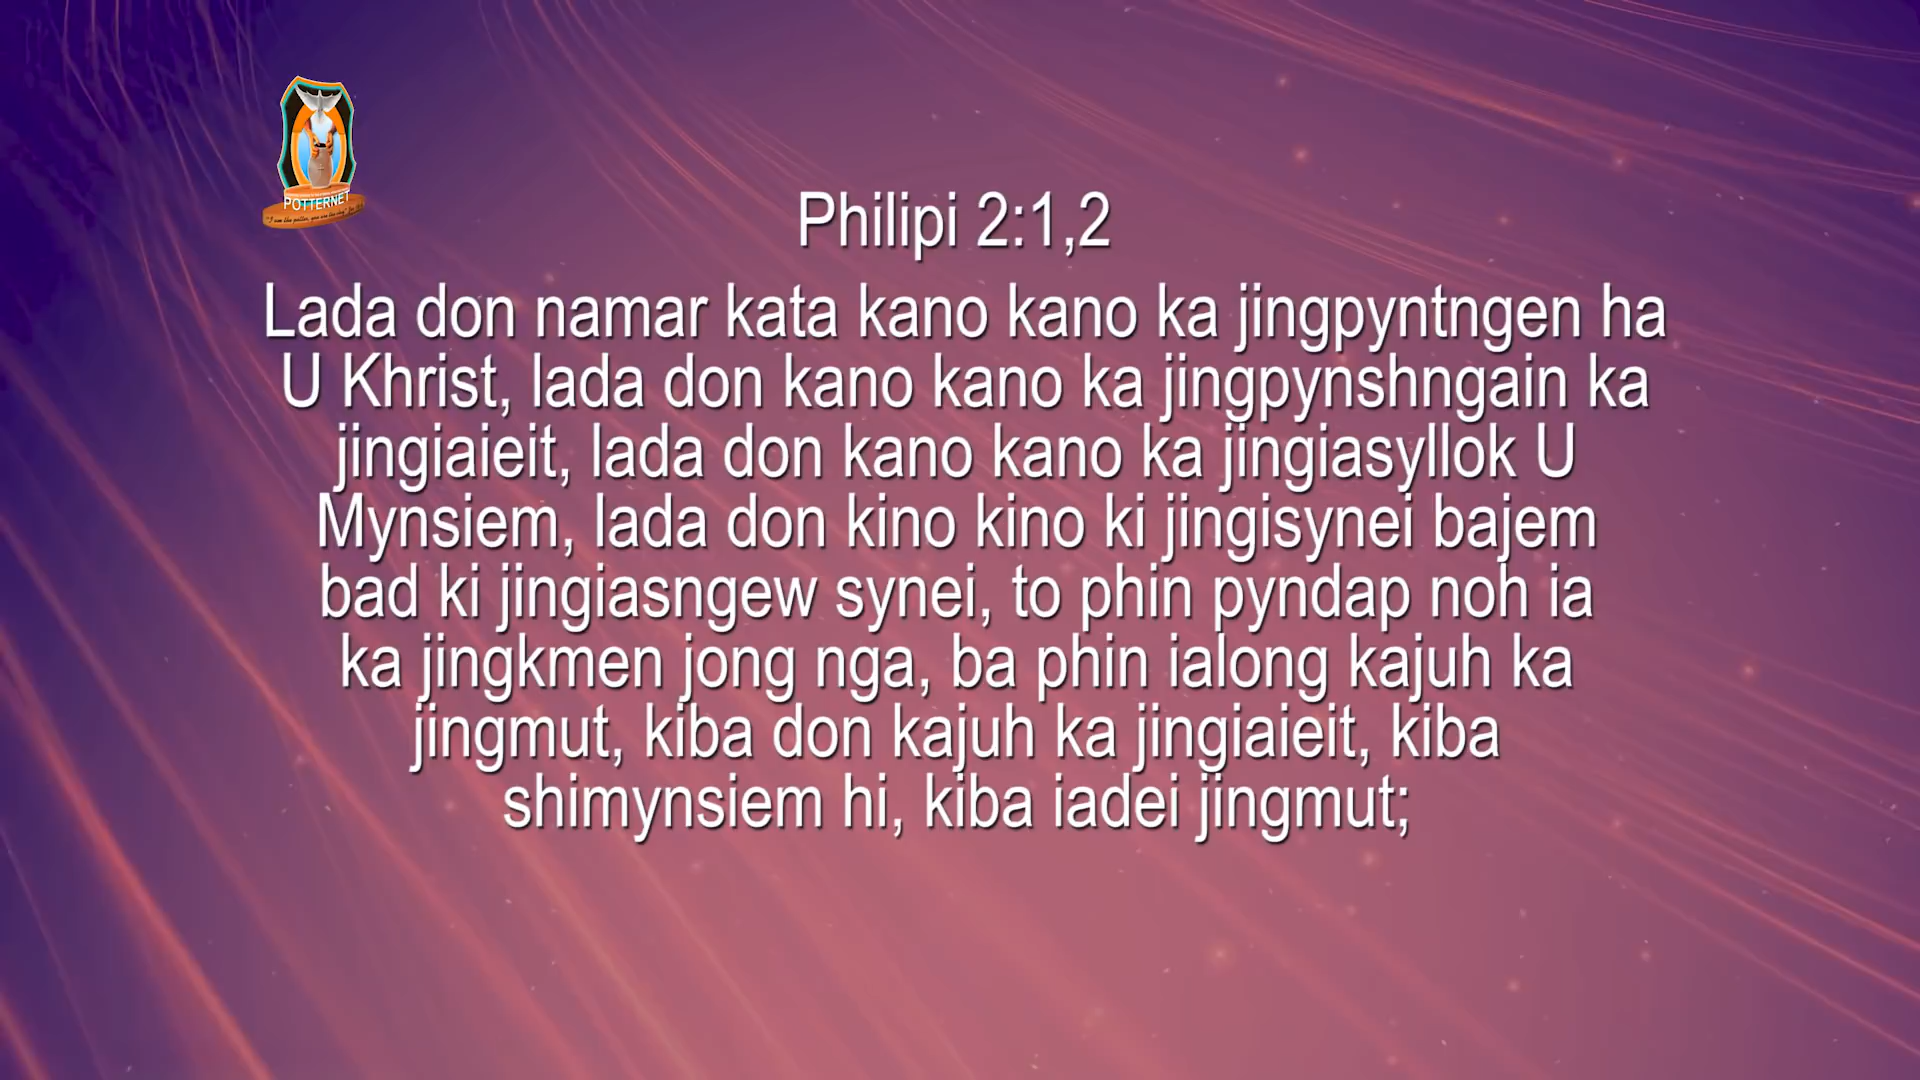 POTTERNET
Philipi 2:1,2
Lada don namar kata kano kano ka jingpyntngen ha
U Khrist, lada don kano kano ka jingpynshngain ka
jingiaieit, lada don kano kano ka jingiasyllok U
Mynsiem, lada don kino kino ki jingisynei bajem
bad ki jingiasngew synei, to phin pyndap noh ia
ka jingkmen jong nga, ba phin ialong kajuh ka
jingmut, kiba don kajuh ka jingiaieit, kiba
shimynsiem hi, kiba iadei jingmut;